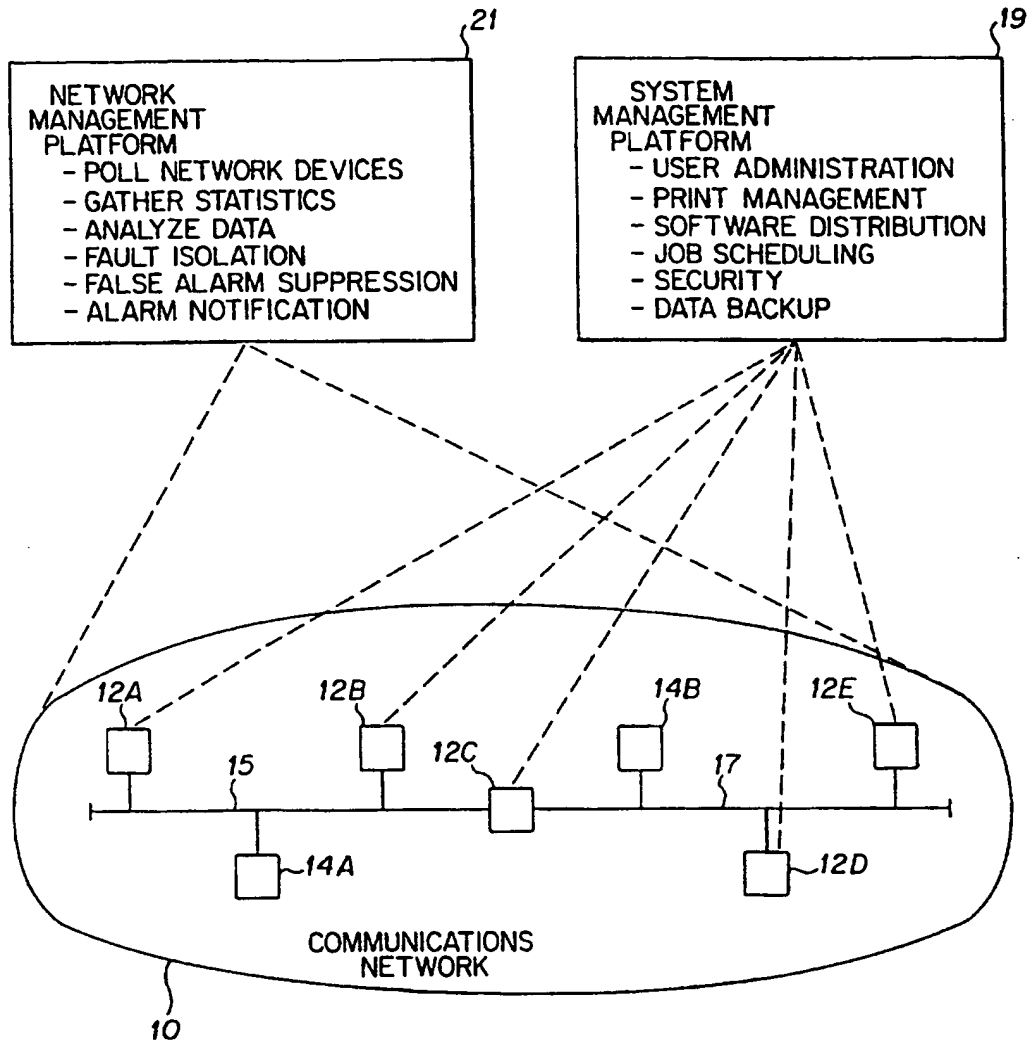 21
NETWORK
MANAGEMENT
PLATFORM
- POLL NETWORK DEVICES
- GATHER STATISTICS
- ANALYZE DATA
- FAULT ISOLATION
- FALSE ALARM SUPPRESSION
- ALARM NOTIFICATION
19
SYSTEM
MANAGEMENT
PLATFORM
- USER ADMINISTRATION
- PRINT MANAGEMENT
- SOFTWARE DISTRIBUTION
- JOB SCHEDULING
- SECURITY
- DATA BACKUP
12A
12B
14B
12E
12C
15
17
14A
12D
COMMUNICATIONS
NETWORK
10